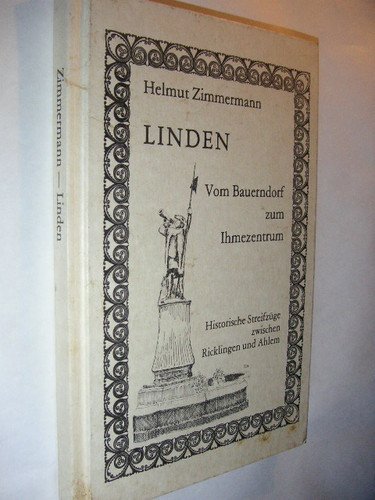 Helmut Zimmermann
LINDEN
Vom Bauerndorf
zum
Ihmezentrum
Historische Streifzüge
zwischen
Ricklingen und Ahlem
Zimmermann — Linden